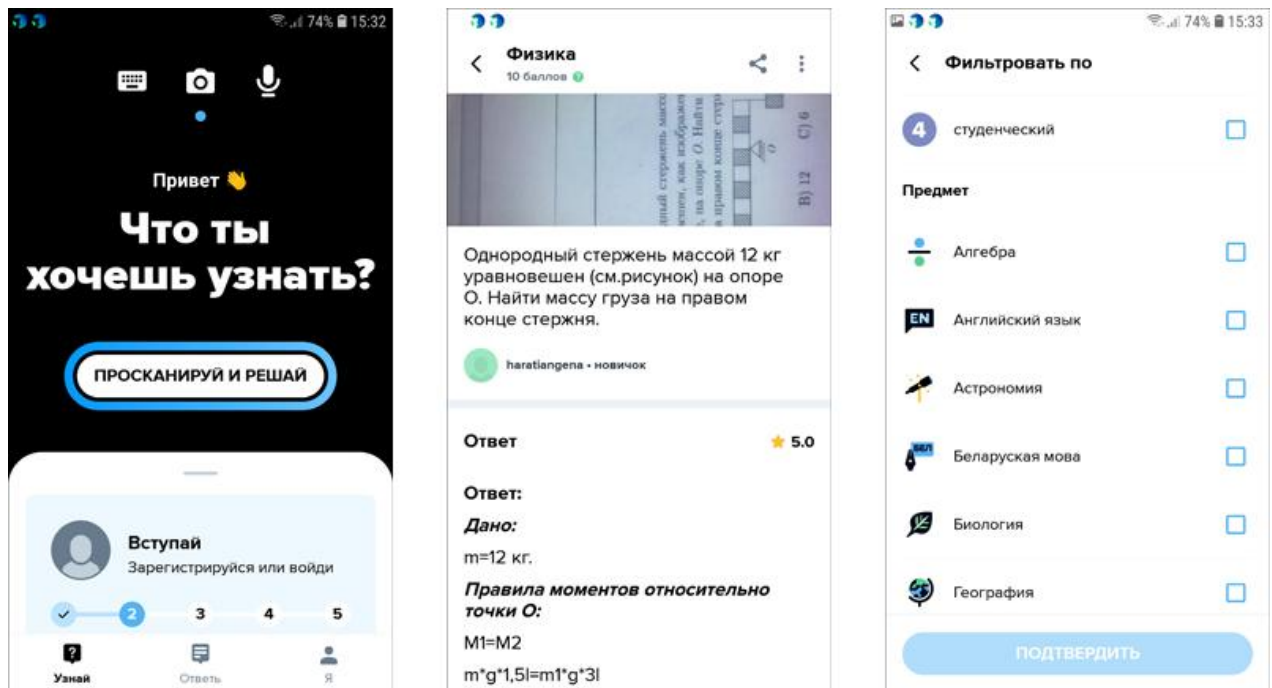 74% 15:32
Привет
Что ты
хочешь узнать?
ПРОСКАНИРУЙ И РЕШАЙ
Вступай
Зарегистрируйся или войди
2 3 4 5
Узнай Ответь Я
Физика
10 баллов
B) 12 C) 6
Однородный стержень массой 12 кг
уравновешен (см.рисунок) на опоре
О. Найти массу груза на правом
конце стержня.
haratiangena • новичок
Ответ 5.0
Ответ:
Дано:
m=12 кг.
Правила моментов относительно
точки О:
M1=M2
m*g*1,5l=m1*g*3l
74% 15:33
Фильтровать по
4 студенческий
Предмет
Алгебра
EN Английский язык
Астрономия
БЕЛ Беларуская мова
Биология
География
ПОДТВЕРДИТЬ